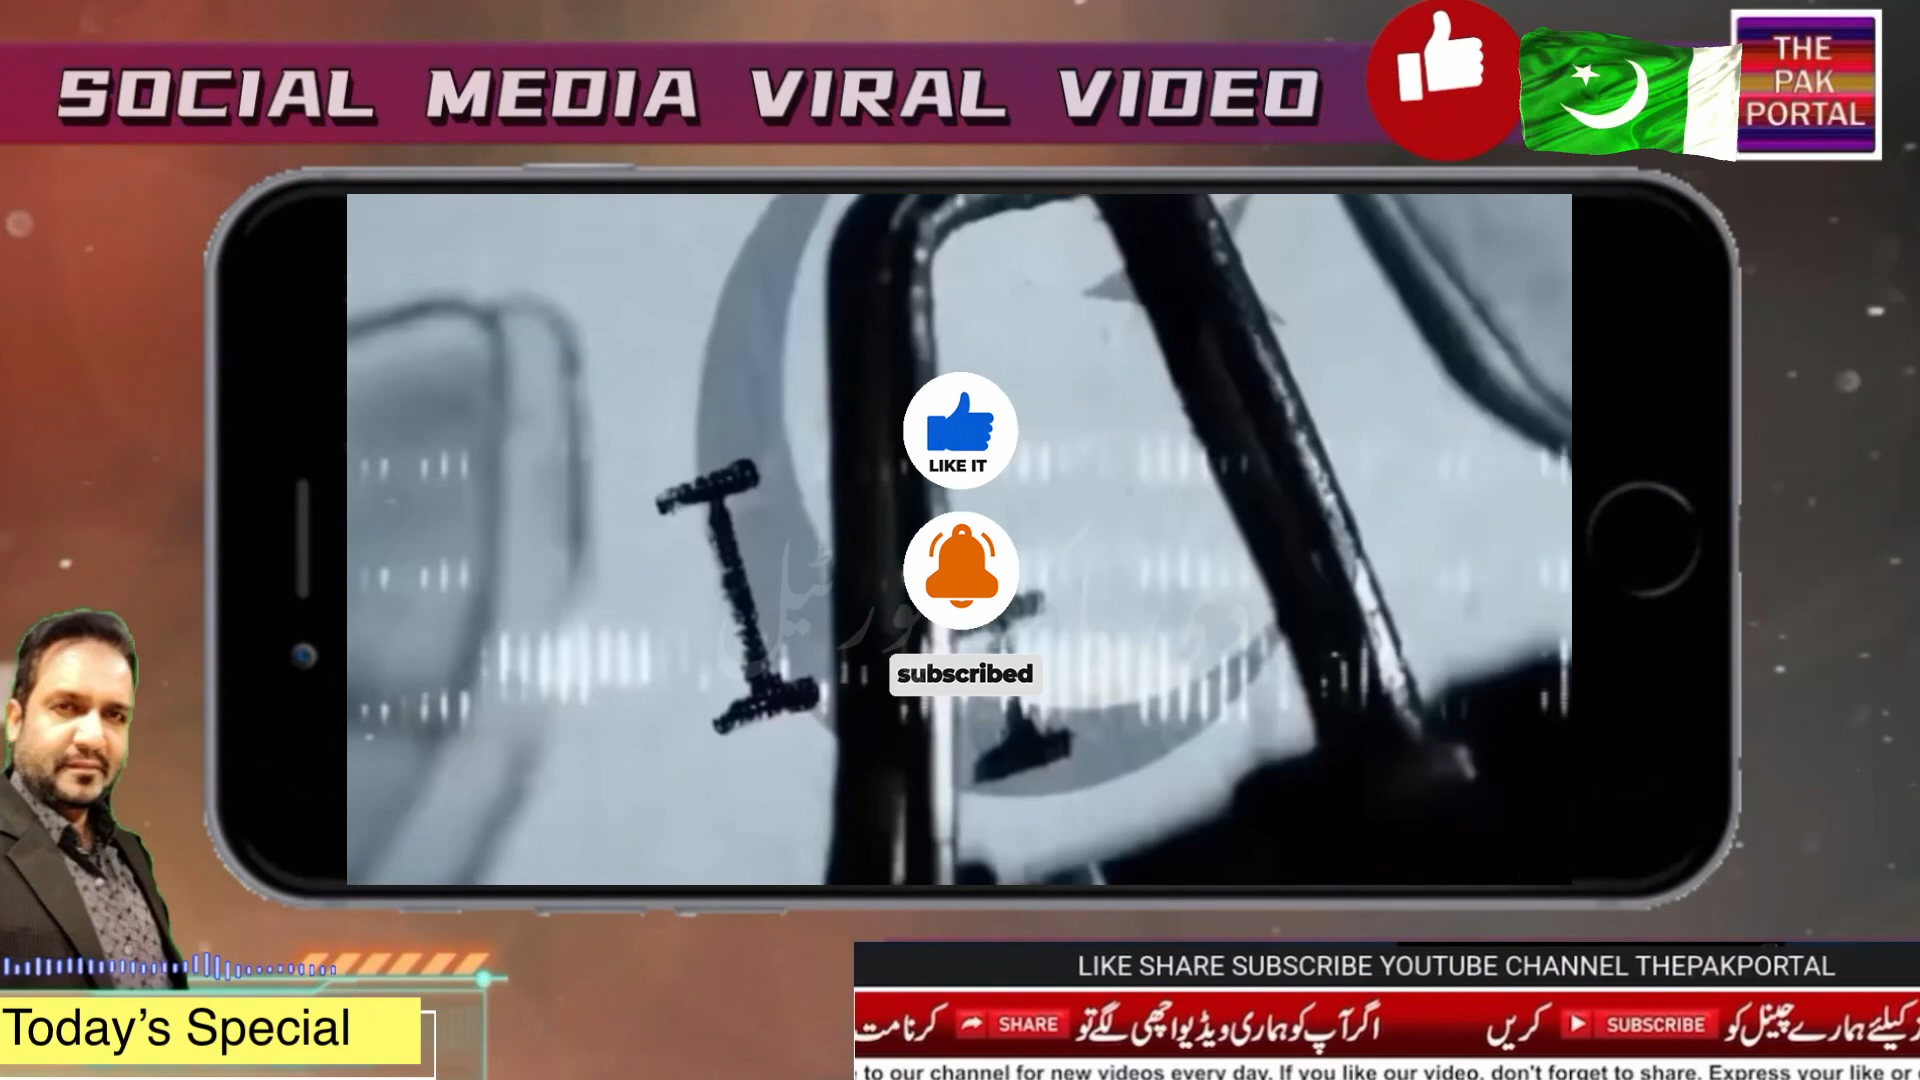 SOCIAL MEDIA VIRAL VIDEO
THE
PAK
PORTAL
LIKE IT
subscribed
Today's Special
LIKE SHARE SUBSCRIBE YOUTUBE CHANNEL THEPAKPORTAL
کیلئے ہمارے چینل کو SUBSCRIBE کریں اگر آپ کو ہماری ویڈیو اچھی لگے تو SHARE کرنا مت
to our channel for new videos every day. If you like our video, don't forget to share. Express your like or